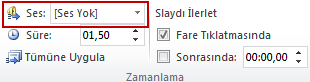 Ses: [Ses Yok] Slaydı İlerlet
Süre: 01,50 Fare Tıklatmasında
Tümüne Uygula Sonrasında: 00:00,00
Zamanlama